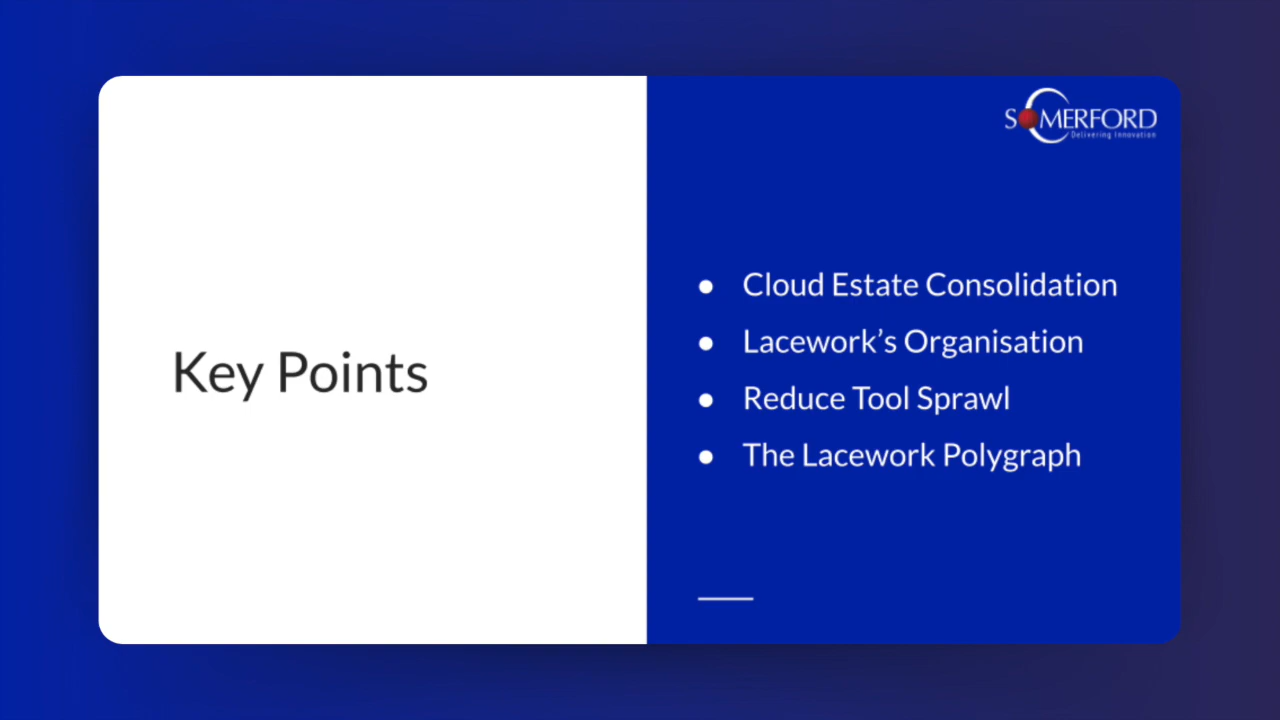 SOMERFORD
Delivering Innovation
Key Points
● Cloud Estate Consolidation
● Lacework’s Organisation
● Reduce Tool Sprawl
● The Lacework Polygraph